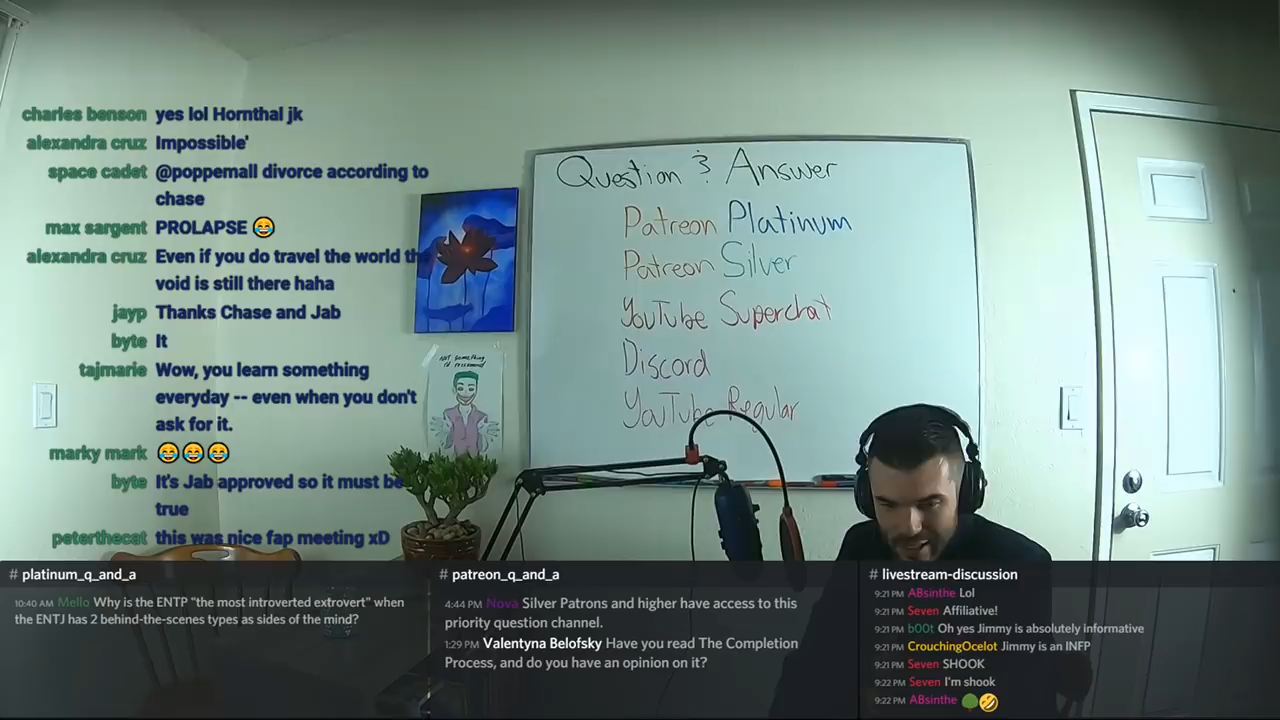 charles benson yes lol Hornthal jk
alexandra cruz Impossible'
space cadet @poppemall divorce according to
chase
max sargent PROLAPSE 😂
alexandra cruz Even if you do travel the world the
void is still there haha
jayp Thanks Chase and Jab
byte It
tajmarie Wow, you learn something
everyday -- even when you don't
ask for it.
marky mark 😂😂😂
byte It's Jab approved so it must be
true
peterthecat this was nice fap meeting xD
Question & Answer
Patreon Platinum
Patreon Silver
YouTube Superchat
Discord
YouTube Regular
NOT something
I'd recommend
# platinum_q_and_a
10:40 AM Mello Why is the ENTP "the most introverted extrovert" when
the ENTJ has 2 behind-the-scenes types as sides of the mind?
# patreon_q_and_a
4:44 PM Nova Silver Patrons and higher have access to this
priority question channel.
1:29 PM Valentyna Belofsky Have you read The Completion
Process, and do you have an opinion on it?
# livestream-discussion
9:21 PM ABsinthe Lol
9:21 PM Seven Affiliative!
9:21 PM b00t Oh yes Jimmy is absolutely informative
9:21 PM CrouchingOcelot Jimmy is an INFP
9:21 PM Seven SHOOK
9:22 PM Seven I'm shook
9:22 PM ABsinthe 🌳🤣